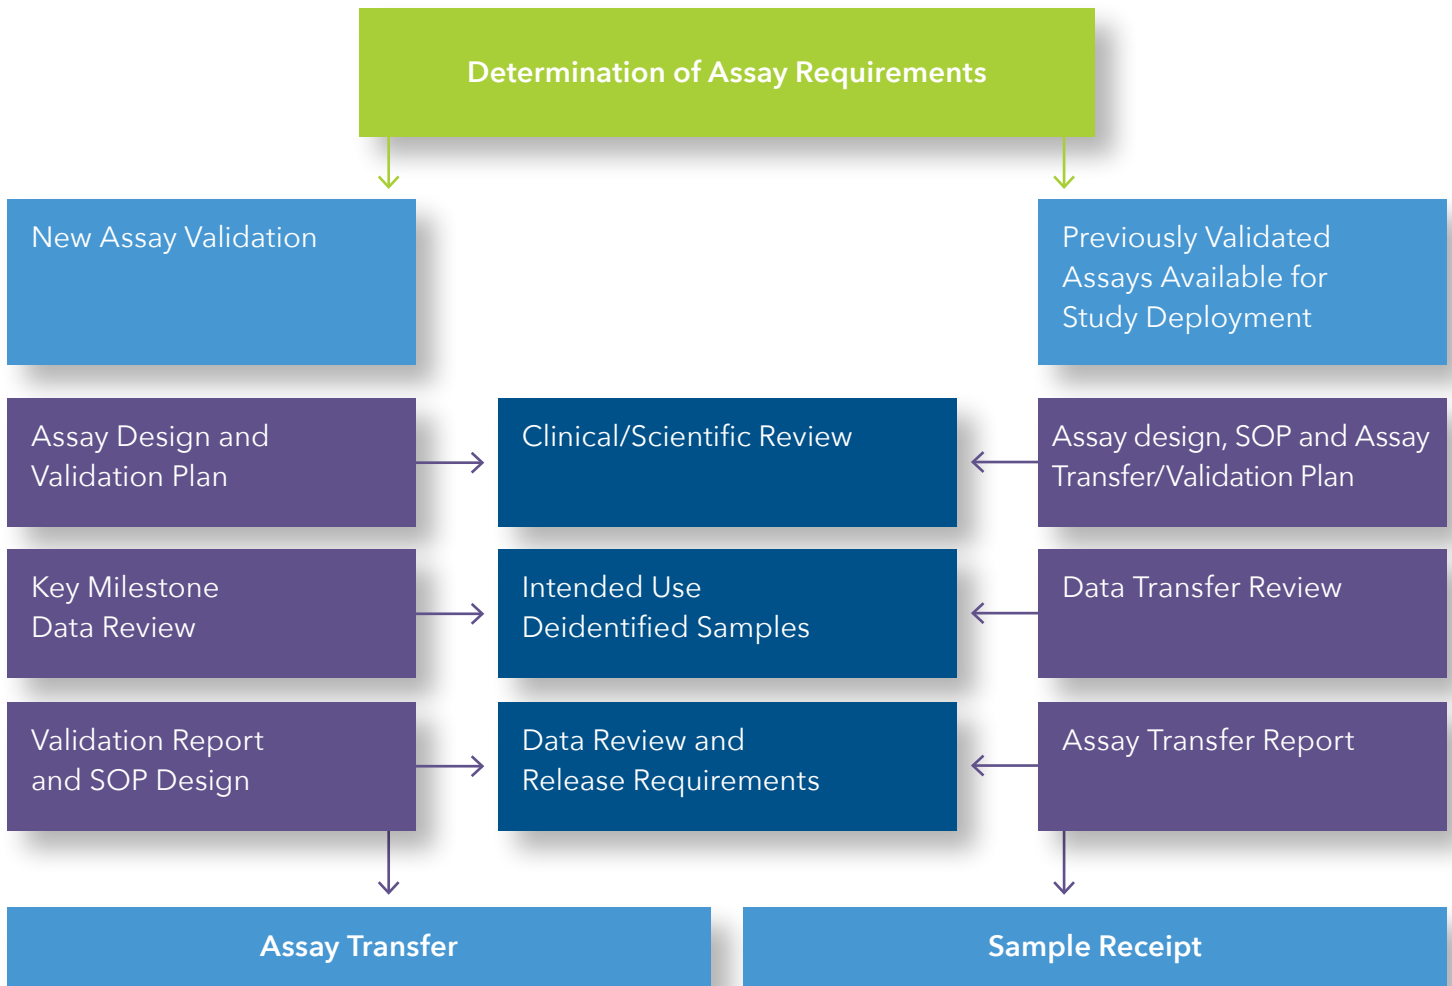 Determination of Assay Requirements
New Assay Validation
Previously Validated
Assays Available for
Study Deployment
Assay Design and
Validation Plan
Clinical/Scientific Review
Assay design, SOP and Assay
Transfer/Validation Plan
Key Milestone
Data Review
Intended Use
Deidentified Samples
Data Transfer Review
Validation Report
and SOP Design
Data Review and
Release Requirements
Assay Transfer Report
Assay Transfer
Sample Receipt